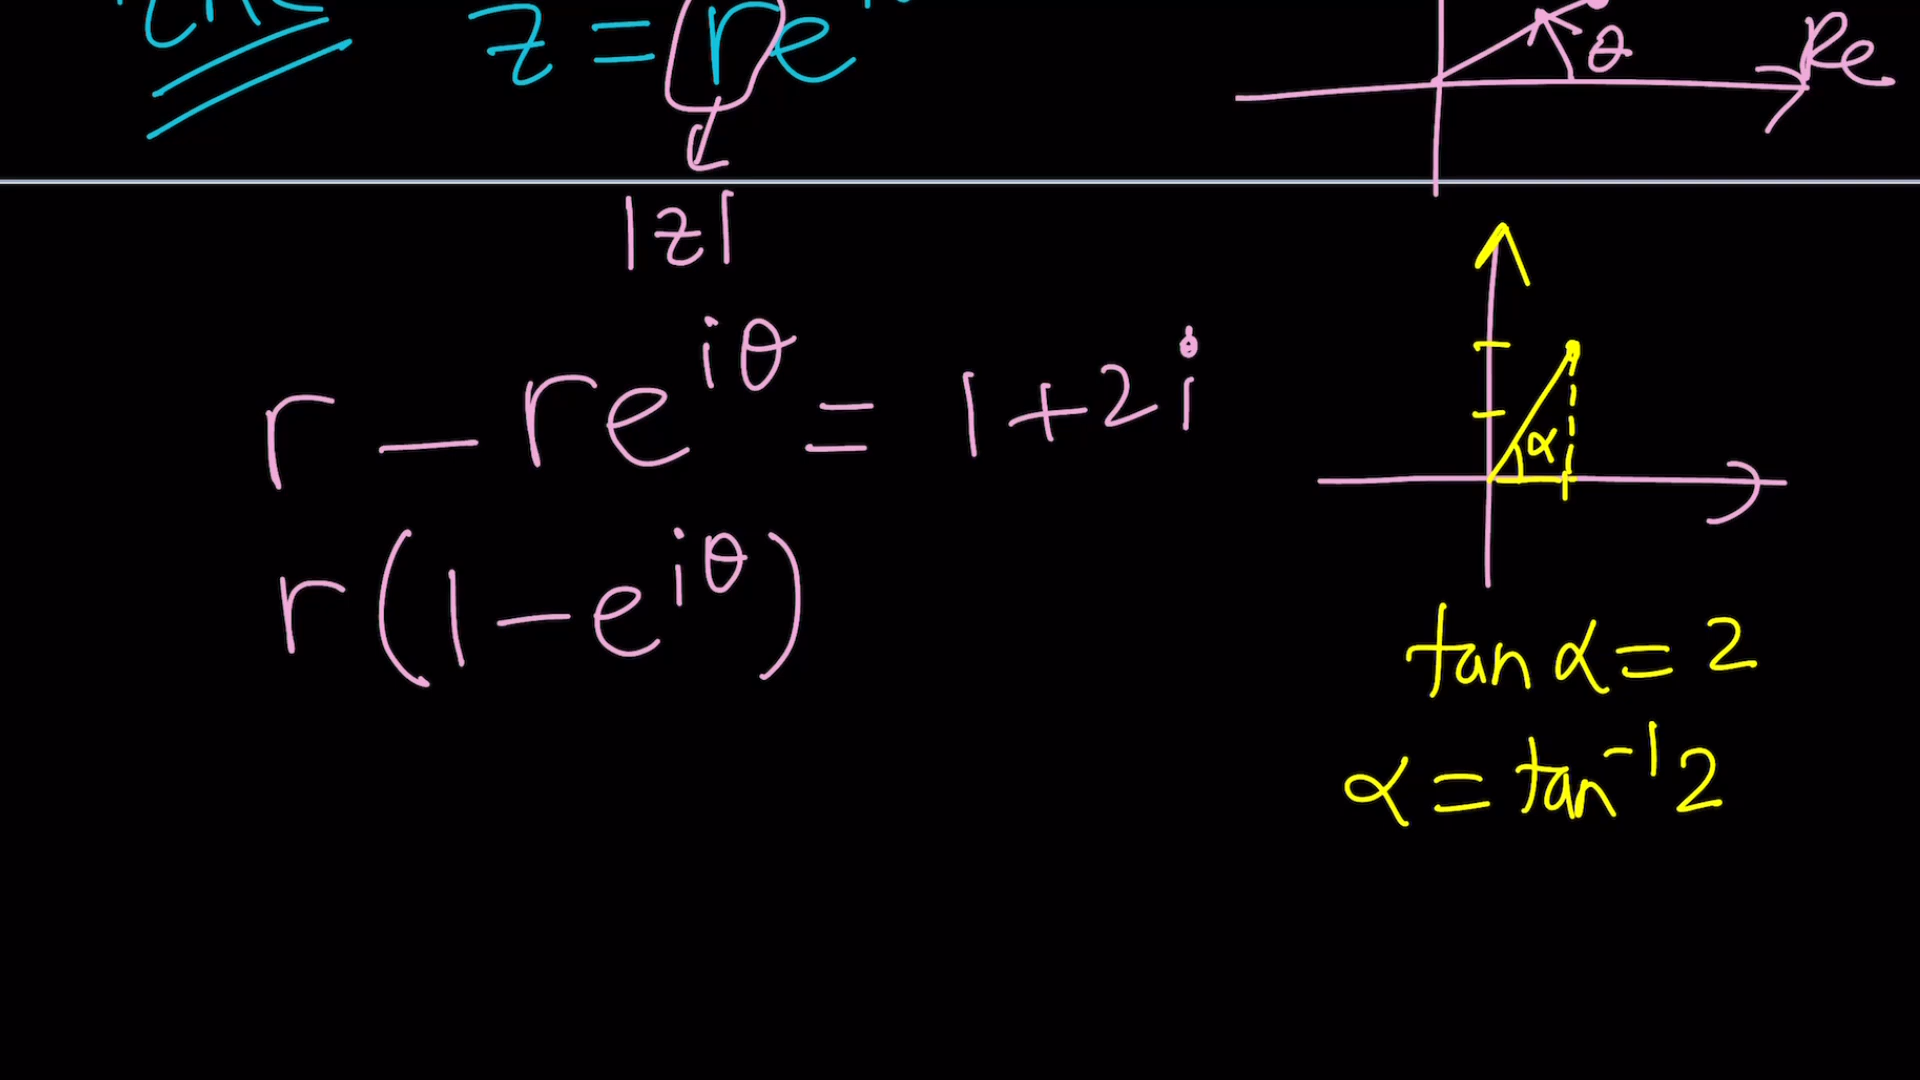 z = re
θ
Re
|z|
r - re^{iθ} = 1 + 2i
α
r(1 - e^{iθ})
tan α = 2
α = tan^{-1} 2